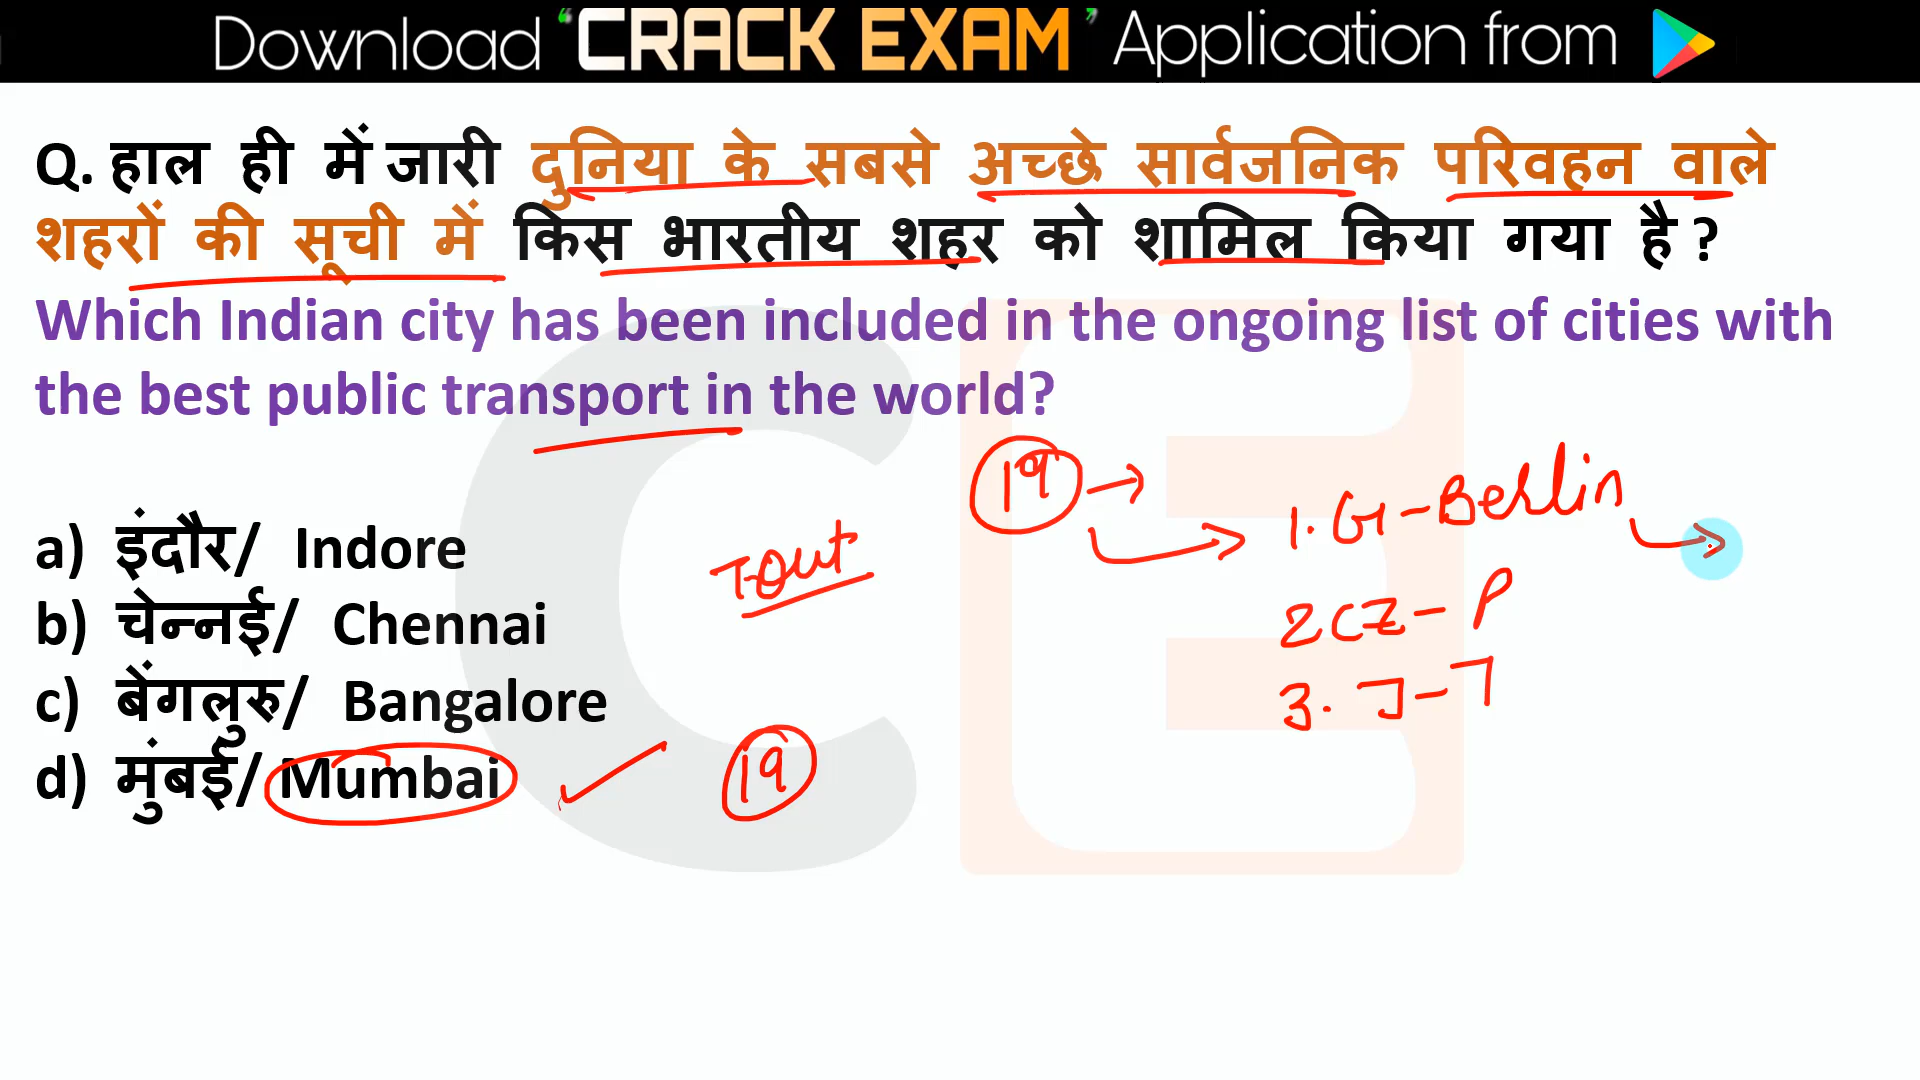 Download ‘CRACK EXAM’ Application from
Q. हाल ही में जारी दुनिया के सबसे अच्छे सार्वजनिक परिवहन वाले
शहरों की सूची में किस भारतीय शहर को शामिल किया गया है ?
Which Indian city has been included in the ongoing list of cities with
the best public transport in the world?
19
1. G - Berlin
a) इंदौर/ Indore
T-out
2 CZ - P
b) चेन्नई/ Chennai
3. J - T
c) बेंगलुरु/ Bangalore
d) मुंबई/ Mumbai
19
CE